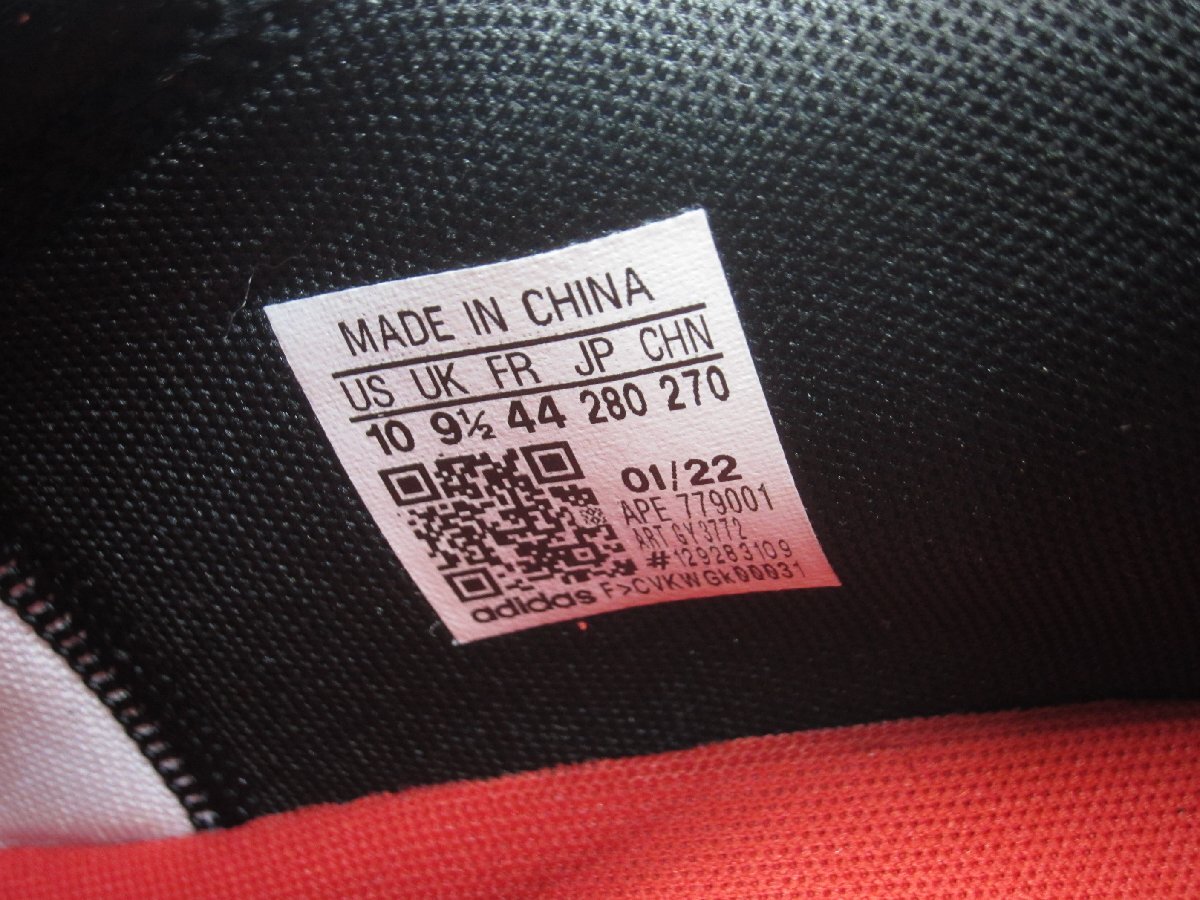 MADE IN CHINA
US UK FR JP CHN
10 9½ 44 280 270
01/22
APE 779001
ART GY3772
#129283109
adidas F>CVKWGk00031